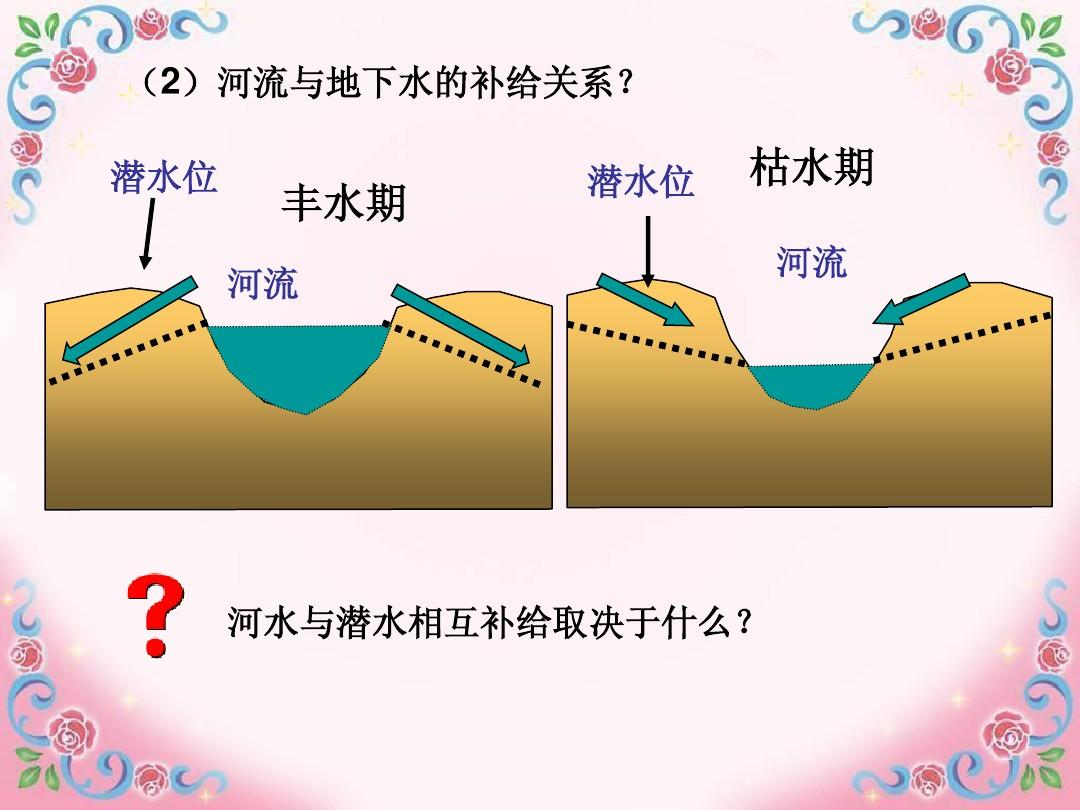 （2）河流与地下水的补给关系?
潜水位
丰水期
河流
潜水位
枯水期
河流
?
河水与潜水相互补给取决于什么?